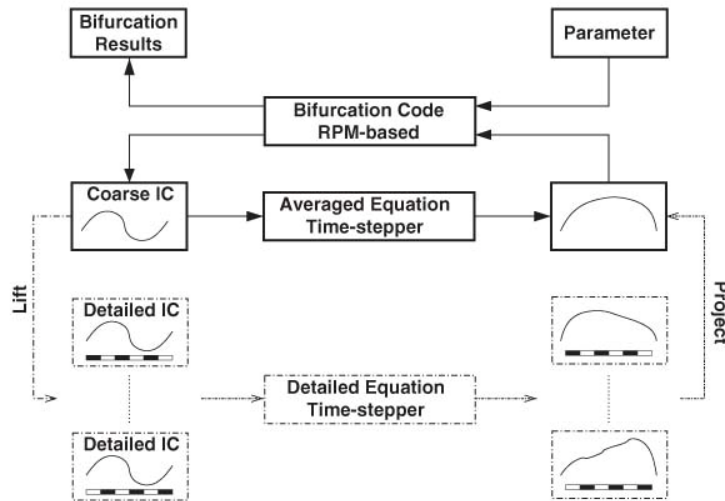 Bifurcation
Results
Parameter
Bifurcation Code
RPM-based
Coarse IC
Averaged Equation
Time-stepper
Lift
Detailed IC
Project
Detailed Equation
Time-stepper
Detailed IC